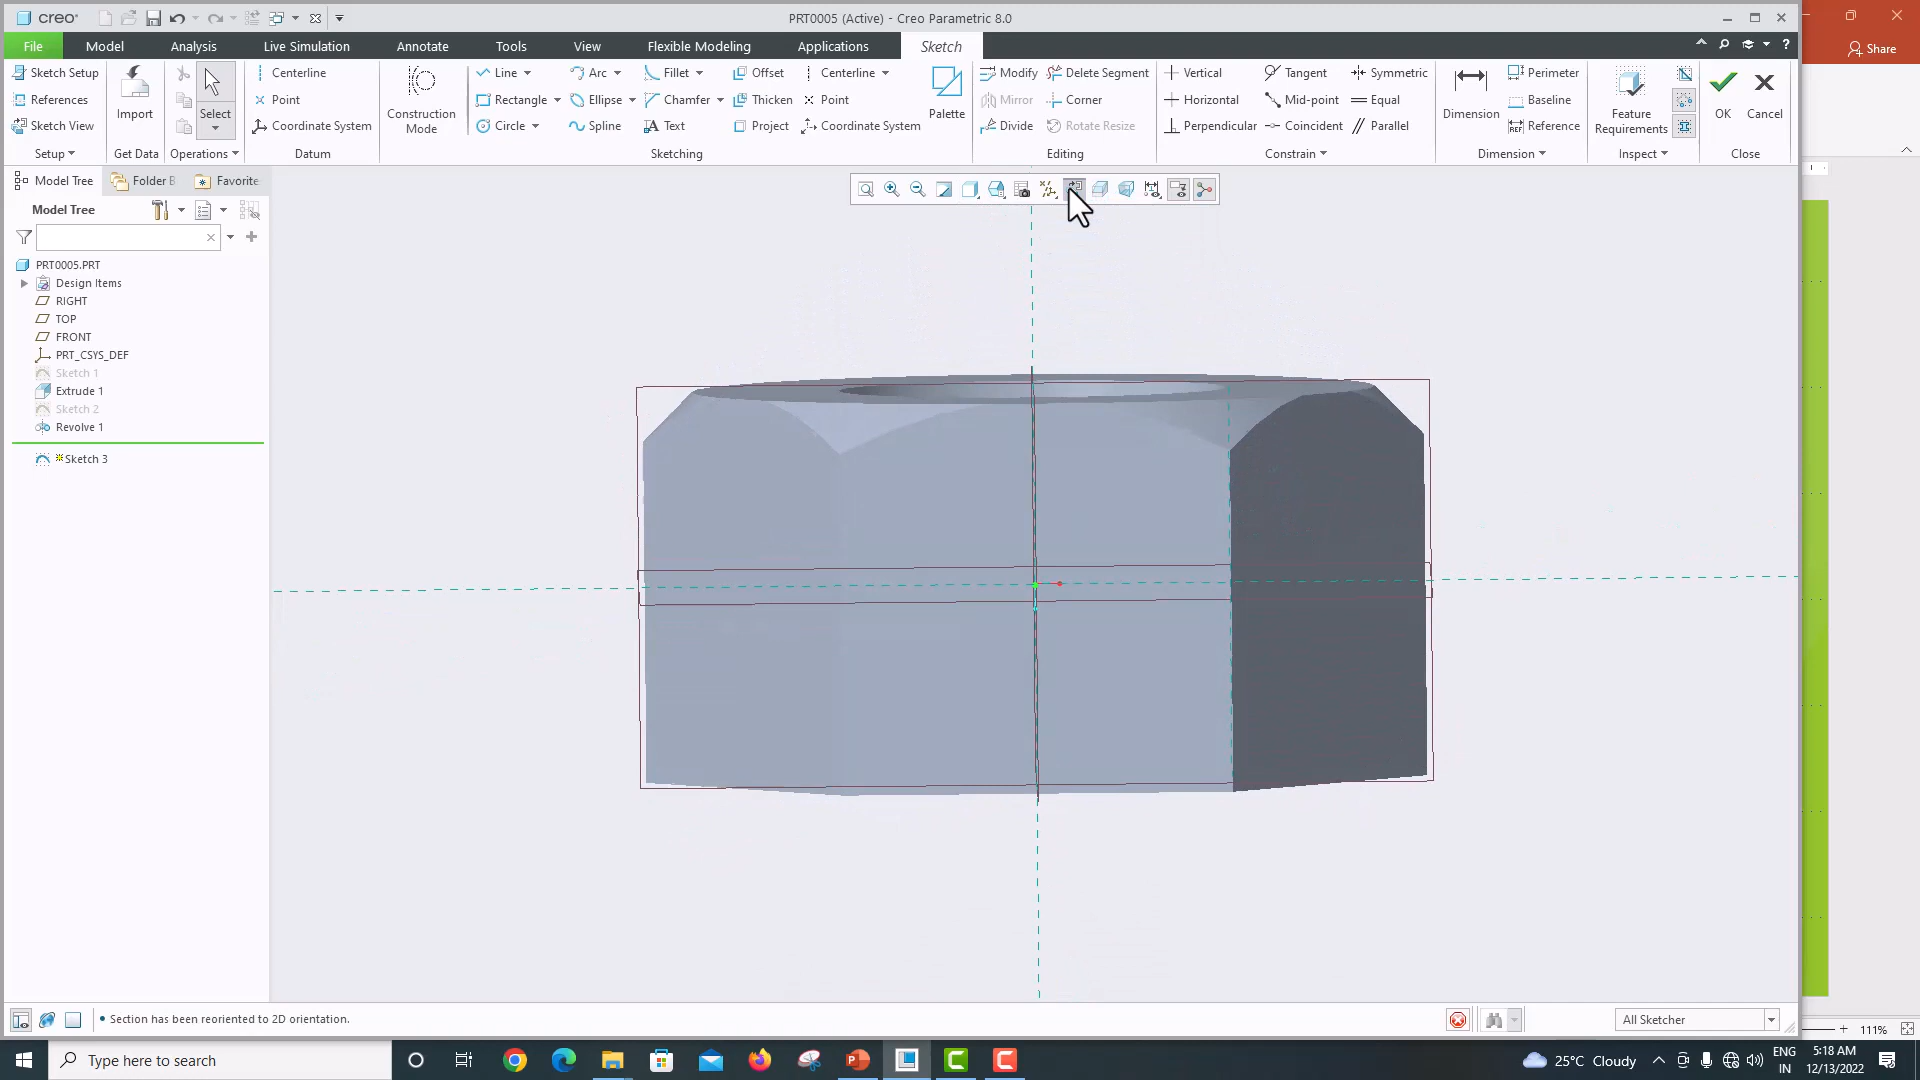 creo
PRT0005 (Active) - Creo Parametric 8.0
File
Model
Analysis
Live Simulation
Annotate
Tools
View
Flexible Modeling
Applications
Sketch
Share
Sketch Setup
References
Sketch View
Setup
Import
Get Data
Select
Operations
Centerline
Point
Coordinate System
Datum
Construction
Mode
Line
Rectangle
Circle
Arc
Ellipse
Spline
Fillet
Chamfer
Text
Offset
Thicken
Project
Centerline
Point
Coordinate System
Palette
Sketching
Modify
Mirror
Divide
Delete Segment
Corner
Rotate Resize
Editing
Vertical
Horizontal
Perpendicular
Tangent
Mid-point
Coincident
Symmetric
Equal
Parallel
Constrain
Dimension
Perimeter
Baseline
Reference
Dimension
Feature
Requirements
Inspect
OK
Cancel
Close
Model Tree
Folder B
Favorite
Model Tree
PRT0005.PRT
Design Items
RIGHT
TOP
FRONT
PRT_CSYS_DEF
Sketch 1
Extrude 1
Sketch 2
Revolve 1
Sketch 3
• Section has been reoriented to 2D orientation.
All Sketcher
111%
Type here to search
25°C Cloudy
ENG
IN
5:18 AM
12/13/2022